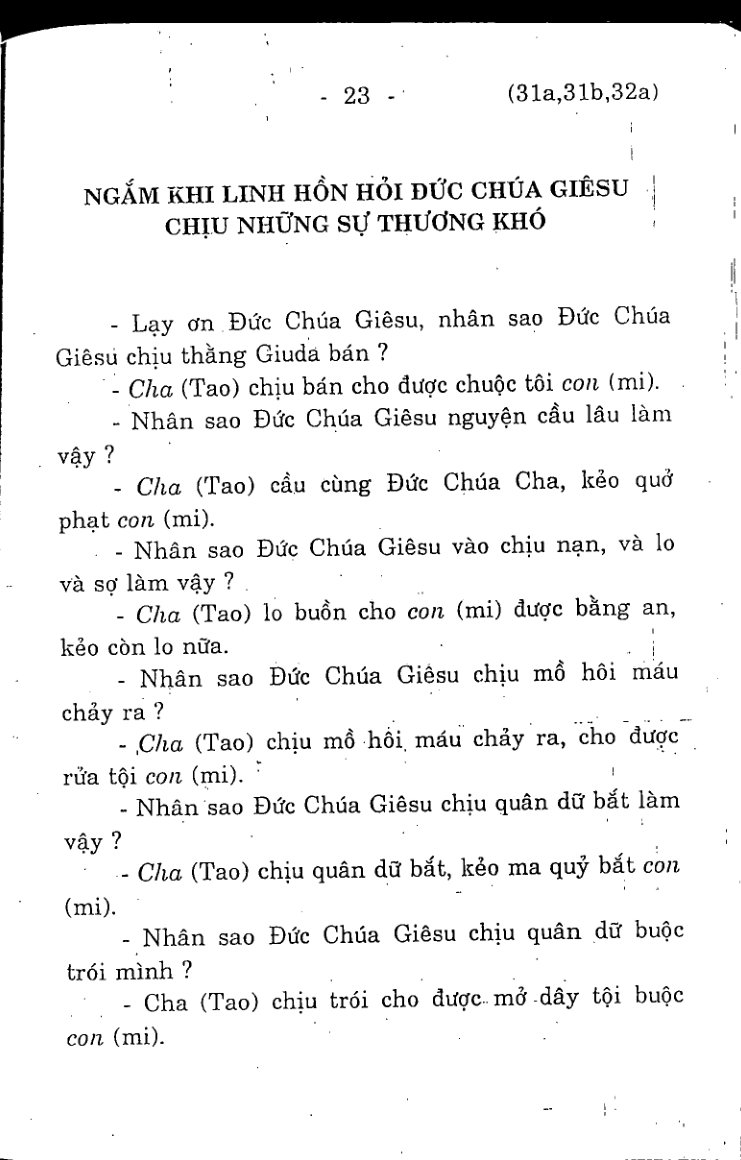 - 23 - (31a,31b,32a)
NGẮM KHI LINH HỒN HỎI ĐỨC CHÚA GIÊSU
CHỊU NHỮNG SỰ THƯƠNG KHÓ
- Lạy ơn Đức Chúa Giêsu, nhân sao Đức Chúa
Giêsu chịu thằng Giuda bán ?
- Cha (Tao) chịu bán cho được chuộc tôi con (mi).
- Nhân sao Đức Chúa Giêsu nguyện cầu lâu làm
vậy ?
- Cha (Tao) cầu cùng Đức Chúa Cha, kẻo quở
phạt con (mi).
- Nhân sao Đức Chúa Giêsu vào chịu nạn, và lo
và sợ làm vậy ?
- Cha (Tao) lo buồn cho con (mi) được bằng an,
kẻo còn lo nữa.
- Nhân sao Đức Chúa Giêsu chịu mồ hôi máu
chảy ra ?
- Cha (Tao) chịu mồ hôi máu chảy ra, cho được
rửa tội con (mi).
- Nhân sao Đức Chúa Giêsu chịu quân dữ bắt làm
vậy ?
- Cha (Tao) chịu quân dữ bắt, kẻo ma quỷ bắt con
(mi).
- Nhân sao Đức Chúa Giêsu chịu quân dữ buộc
trói mình ?
- Cha (Tao) chịu trói cho được mở dây tội buộc
con (mi).